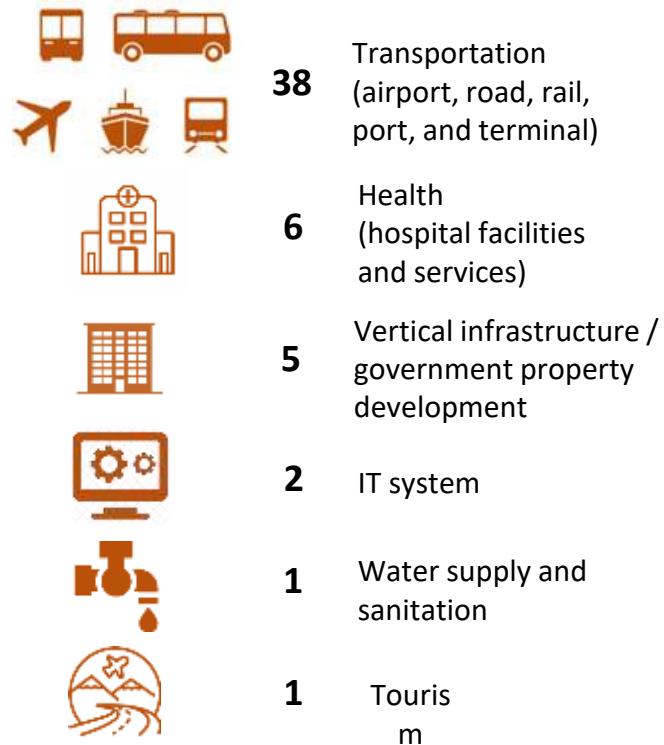 38
Transportation
(airport, road, rail,
port, and terminal)
6
Health
(hospital facilities
and services)
5
Vertical infrastructure /
government property
development
2
IT system
1
Water supply and
sanitation
1
Touris
m